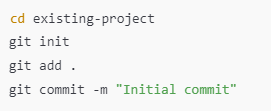 cd existing-project
git init
git add .
git commit -m "Initial commit"